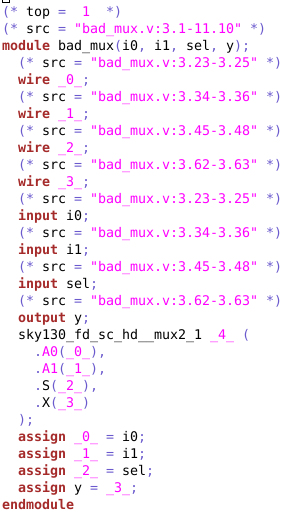 (* top =  1  *)
(* src = "bad_mux.v:3.1-11.10" *)
module bad_mux(i0, i1, sel, y);
  (* src = "bad_mux.v:3.23-3.25" *)
  wire _0_;
  (* src = "bad_mux.v:3.34-3.36" *)
  wire _1_;
  (* src = "bad_mux.v:3.45-3.48" *)
  wire _2_;
  (* src = "bad_mux.v:3.62-3.63" *)
  wire _3_;
  (* src = "bad_mux.v:3.23-3.25" *)
  input i0;
  (* src = "bad_mux.v:3.34-3.36" *)
  input i1;
  (* src = "bad_mux.v:3.45-3.48" *)
  input sel;
  (* src = "bad_mux.v:3.62-3.63" *)
  output y;
  sky130_fd_sc_hd__mux2_1 _4_ (
    .A0(_0_),
    .A1(_1_),
    .S(_2_),
    .X(_3_)
  );
  assign _0_ = i0;
  assign _1_ = i1;
  assign _2_ = sel;
  assign y = _3_;
endmodule